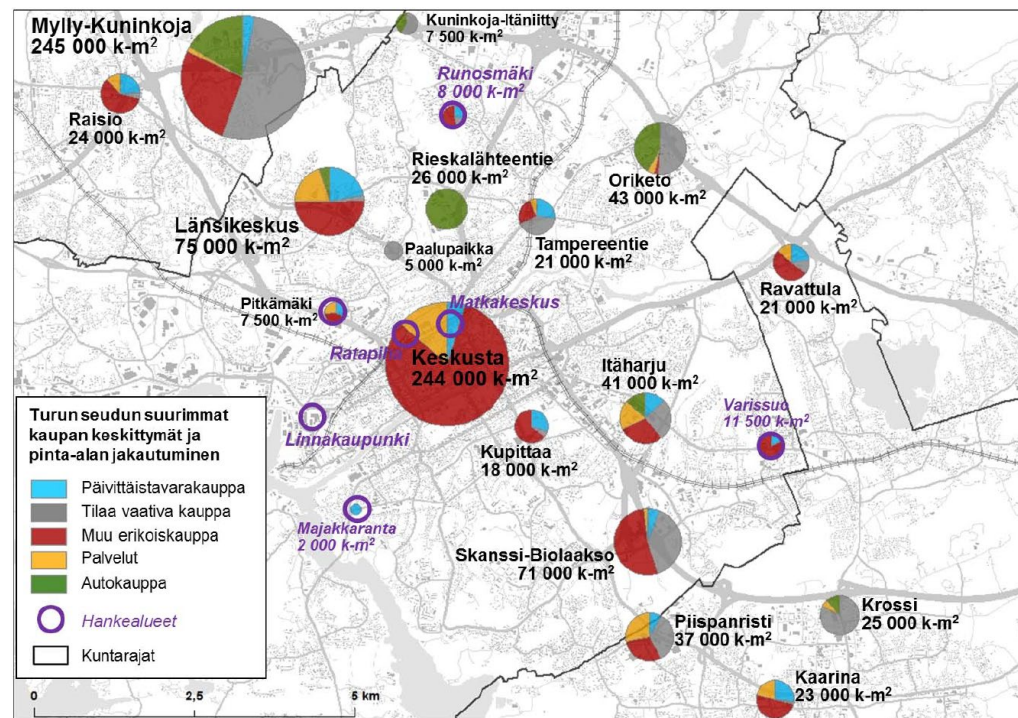 Mylly-Kuninkoja
245 000 k-m²
Kuninkoja-Itäniitty
7 500 k-m²
Raisio
24 000 k-m²
Runosmäki
8 000 k-m²
Rieskalähteentie
26 000 k-m²
Oriketo
43 000 k-m²
Länsikeskus
75 000 k-m²
Tampereentie
21 000 k-m²
Paalupaikka
5 000 k-m²
Ravattula
21 000 k-m²
Pitkämäki
7 500 k-m²
Matkakeskus
Ratapiha
Keskusta
244 000 k-m²
Itäharju
41 000 k-m²
Varissuo
11 500 k-m²
Linnakaupunki
Kupittaa
18 000 k-m²
Majakkaranta
2 000 k-m²
Skanssi-Biolaakso
71 000 k-m²
Piispanristi
37 000 k-m²
Krossi
25 000 k-m²
Kaarina
23 000 k-m²
Turun seudun suurimmat
kaupan keskittymät ja
pinta-alan jakautuminen
Päivittäistavarakauppa
Tilaa vaativa kauppa
Muu erikoiskauppa
Palvelut
Autokauppa
Hankealueet
Kuntarajat
0 2,5 5 km